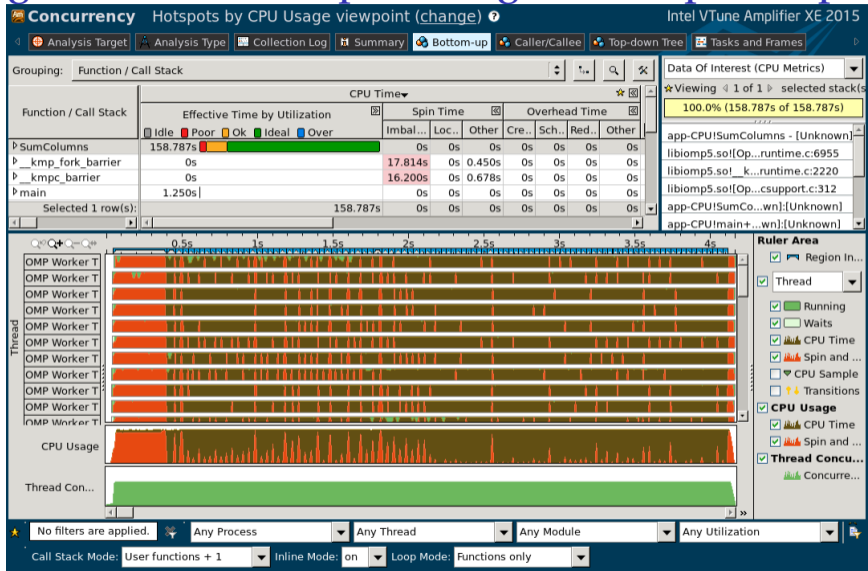 Concurrency Hotspots by CPU Usage viewpoint (change) Intel VTune Amplifier XE 2015
Analysis Target Analysis Type Collection Log Summary Bottom-up Caller/Callee Top-down Tree Tasks and Frames
Grouping: Function / Call Stack
Data Of Interest (CPU Metrics)
Viewing 1 of 1 selected stack(s
100.0% (158.787s of 158.787s)
CPU Time
Function / Call Stack
Effective Time by Utilization Spin Time Overhead Time
Idle Poor Ok Ideal Over Imbal... Loc... Other Cre... Sch... Red... Other
SumColumns 158.787s 0s 0s 0s 0s 0s 0s 0s
__kmp_fork_barrier 0s 17.814s 0s 0.450s 0s 0s 0s 0s
__kmpc_barrier 0s 16.200s 0s 0.678s 0s 0s 0s 0s
main 1.250s 0s 0s 0s 0s 0s 0s 0s
Selected 1 row(s): 158.787s 0s 0s 0s 0s 0s 0s 0s
app-CPU!SumColumns - [Unknown]
libiomp5.so![Op...runtime.c:6955
libiomp5.so!__k...runtime.c:2220
libiomp5.so![Op...csupport.c:312
app-CPU!SumCo...wn]:[Unknown]
app-CPU!main+...wn]:[Unknown]
0.5s 1s 1.5s 2s 2.5s 3s 3.5s 4s
Thread
OMP Worker T
OMP Worker T
OMP Worker T
OMP Worker T
OMP Worker T
OMP Worker T
OMP Worker T
OMP Worker T
OMP Worker T
OMP Worker T
OMP Worker T
CPU Usage
Thread Con...
Ruler Area
Region In...
Thread
Running
Waits
CPU Time
Spin and ...
CPU Sample
Transitions
CPU Usage
CPU Time
Spin and ...
Thread Concu...
Concurre...
No filters are applied. Any Process Any Thread Any Module Any Utilization
Call Stack Mode: User functions + 1 Inline Mode: on Loop Mode: Functions only